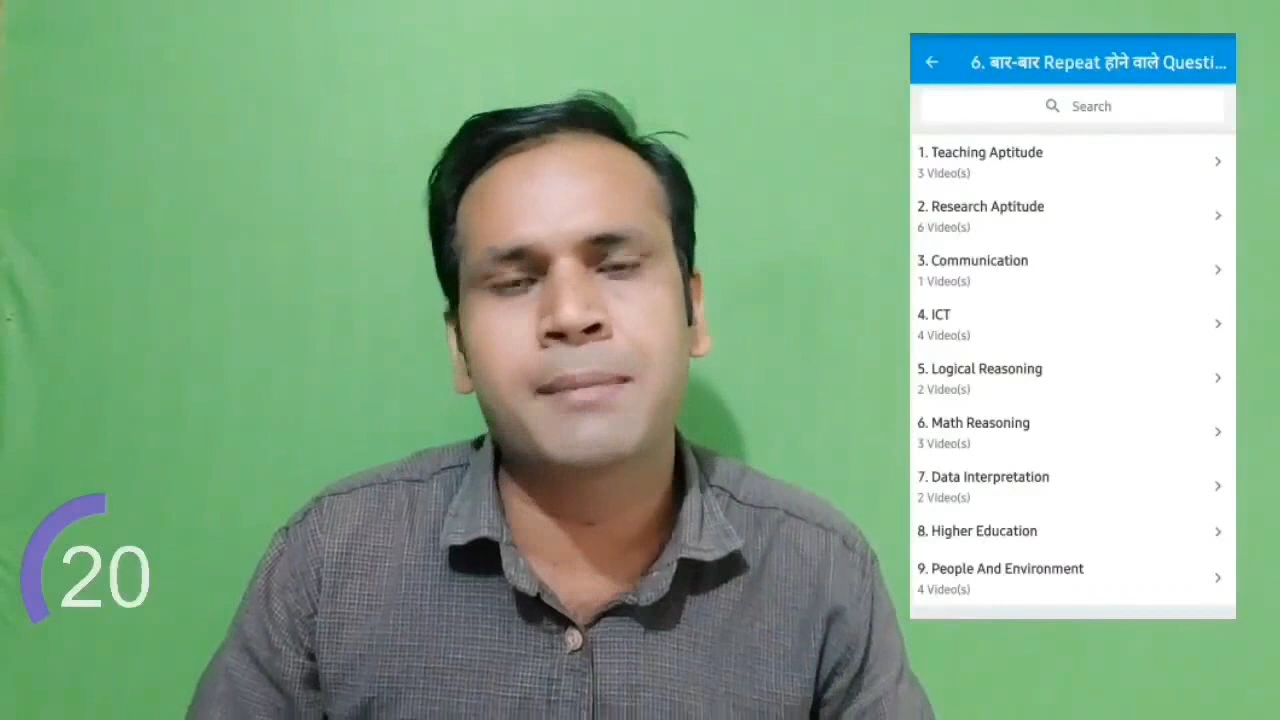 6. बार-बार Repeat होने वाले Questi...
Search
1. Teaching Aptitude
3 Video(s)
2. Research Aptitude
6 Video(s)
3. Communication
1 Video(s)
4. ICT
4 Video(s)
5. Logical Reasoning
2 Video(s)
6. Math Reasoning
3 Video(s)
7. Data Interpretation
2 Video(s)
8. Higher Education
9. People And Environment
4 Video(s)
20